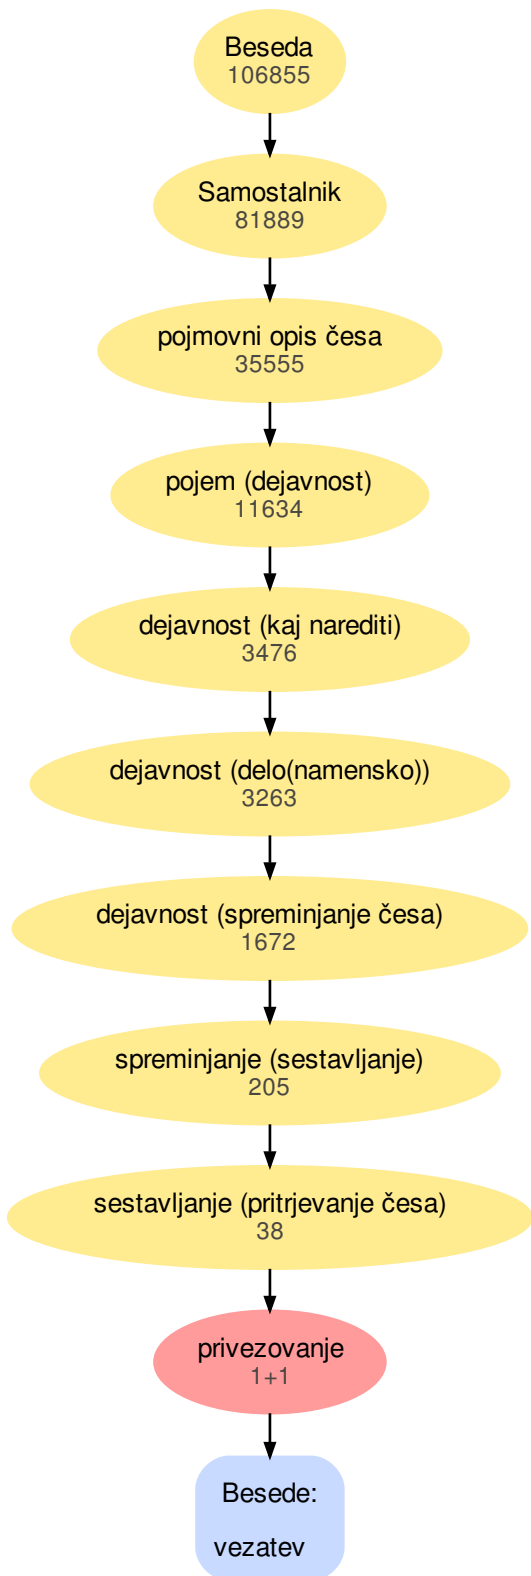 Beseda
106855
Samostalnik
81889
pojmovni opis česa
35555
pojem (dejavnost)
11634
dejavnost (kaj narediti)
3476
dejavnost (delo(namensko))
3263
dejavnost (spreminjanje česa)
1672
spreminjanje (sestavljanje)
205
sestavljanje (pritrjevanje česa)
38
privezovanje
1+1
Besede:
vezatev